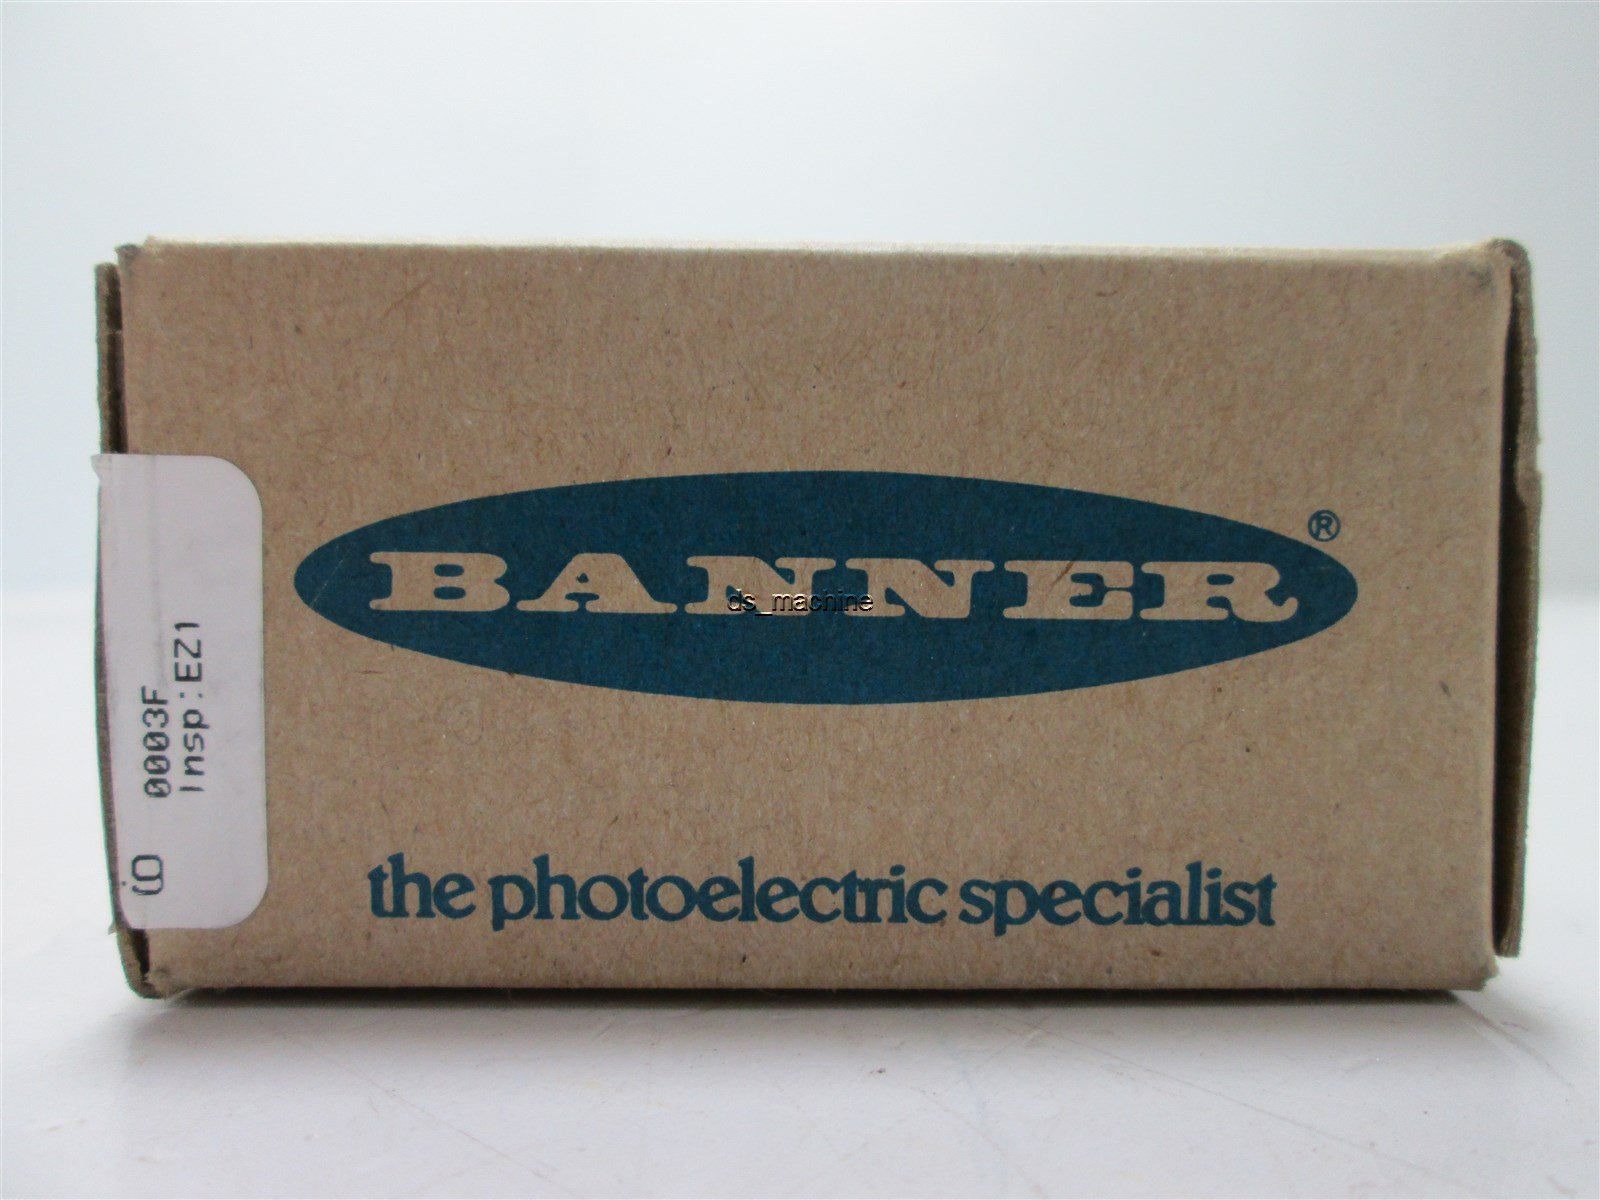 BANNER®
ds_machine
the photoelectric specialist
0003F
Insp:EZ1